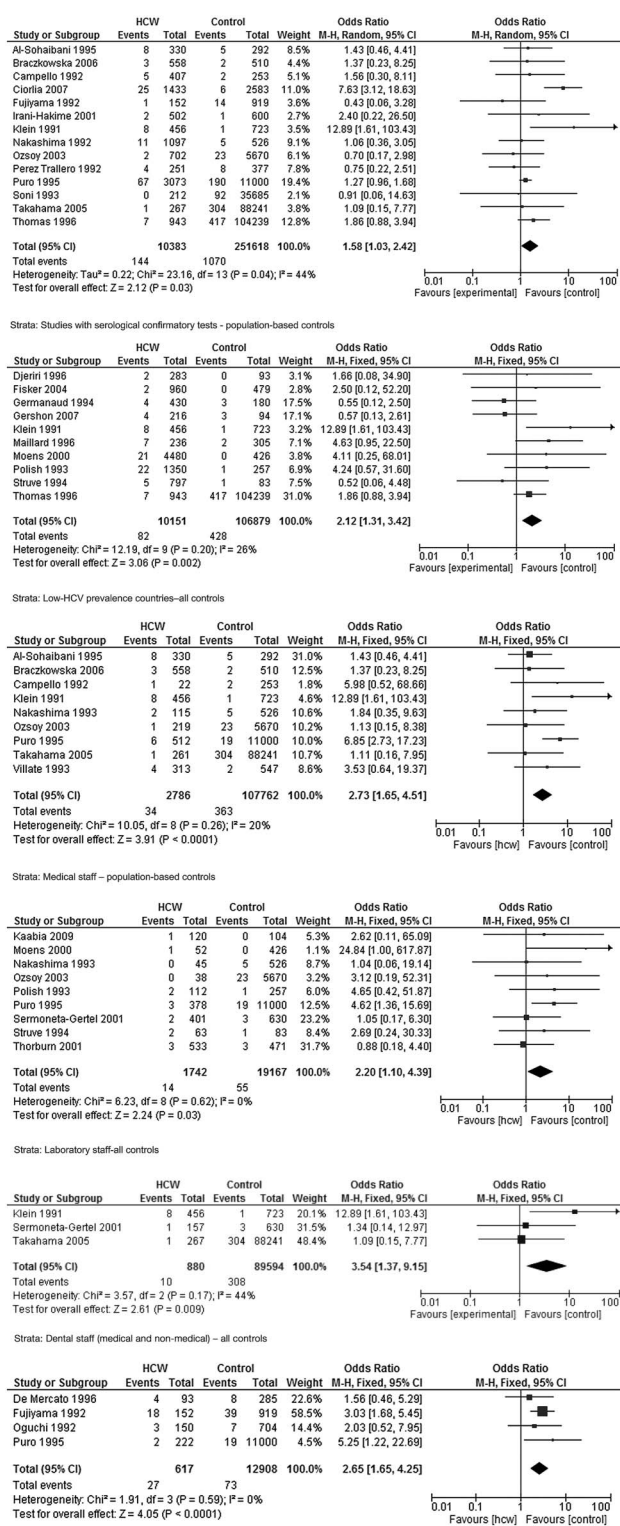 HCW Control Odds Ratio Odds Ratio
Study or Subgroup Events Total Events Total Weight M-H, Random, 95% CI M-H, Random, 95% CI
Al-Sohaibani 1995 8 330 5 292 8.5% 1.43 [0.46, 4.41]
Braczkowska 2006 3 558 2 510 4.5% 1.37 [0.23, 8.25]
Campello 1992 5 407 2 253 5.2% 1.56 [0.30, 8.11]
Ciorlia 2007 25 1433 6 2583 11.0% 7.63 [3.12, 18.63]
Fujiyama 1992 1 152 14 919 3.6% 0.43 [0.06, 3.28]
Irani-Hakime 2001 2 502 1 600 2.8% 2.40 [0.22, 26.50]
Klein 1991 8 456 1 723 3.5% 12.89 [1.61, 103.43]
Nakashima 1992 11 1097 5 526 9.1% 1.06 [0.36, 3.05]
Ozsoy 2003 2 702 23 5670 6.3% 0.70 [0.17, 2.98]
Perez Trallero 1992 4 251 8 377 7.9% 0.75 [0.22, 2.51]
Puro 1995 67 3073 190 11000 19.4% 1.27 [0.96, 1.68]
Soni 1993 0 212 92 35685 2.1% 0.91 [0.06, 14.63]
Takahama 2005 1 267 304 88241 3.8% 1.09 [0.15, 7.77]
Thomas 1996 7 943 417 104239 12.9% 1.86 [0.88, 3.94]
Total (95% CI) 10383 251618 100.0% 1.58 [1.03, 2.42]
Total events 144 1070
Heterogeneity: Tau² = 0.22; Chi² = 23.16, df = 13 (P = 0.04); I² = 44%
Test for overall effect: Z = 2.12 (P = 0.03)
0.01 0.1 1 10 100
Favours [experimental] Favours [control]
Strata: Studies with serological confirmatory tests - population-based controls
HCW Control Odds Ratio Odds Ratio
Study or Subgroup Events Total Events Total Weight M-H, Fixed, 95% CI M-H, Fixed, 95% CI
Djeriri 1996 2 283 0 93 3.1% 1.66 [0.08, 34.90]
Fisker 2004 2 960 0 479 2.8% 2.50 [0.12, 52.20]
Germanaud 1994 4 430 3 180 17.5% 0.55 [0.12, 2.50]
Gershon 2007 4 216 3 94 17.1% 0.57 [0.13, 2.61]
Klein 1991 8 456 1 723 3.2% 12.89 [1.61, 103.43]
Maillard 1996 7 236 2 305 7.1% 4.63 [0.95, 22.50]
Moens 2000 21 4480 0 426 3.8% 4.11 [0.25, 68.01]
Polish 1993 22 1350 1 257 6.9% 4.24 [0.57, 31.60]
Struve 1994 5 797 1 83 7.5% 0.52 [0.06, 4.48]
Thomas 1996 7 943 417 104239 31.0% 1.86 [0.88, 3.94]
Total (95% CI) 10151 106879 100.0% 2.12 [1.31, 3.42]
Total events 82 428
Heterogeneity: Chi² = 12.19, df = 9 (P = 0.20); I² = 26%
Test for overall effect: Z = 3.06 (P = 0.002)
0.01 0.1 1 10 100
Favours [experimental] Favours [control]
Strata: Low-HCV prevalence countries–all controls
HCW Control Odds Ratio Odds Ratio
Study or Subgroup Events Total Events Total Weight M-H, Fixed, 95% CI M-H, Fixed, 95% CI
Al-Sohaibani 1995 8 330 5 292 31.0% 1.43 [0.46, 4.41]
Braczkowska 2006 3 558 2 510 12.5% 1.37 [0.23, 8.25]
Campello 1992 1 22 2 253 1.8% 5.98 [0.52, 68.66]
Klein 1991 8 456 1 723 4.6% 12.89 [1.61, 103.43]
Nakashima 1993 2 115 5 526 10.7% 1.84 [0.35, 9.63]
Ozsoy 2003 1 219 23 5670 10.3% 1.13 [0.15, 8.38]
Puro 1995 6 512 19 11000 10.0% 6.85 [2.73, 17.23]
Takahama 2005 1 261 304 88241 10.7% 1.11 [0.16, 7.95]
Villate 1993 4 313 2 547 8.6% 3.53 [0.64, 19.37]
Total (95% CI) 2786 107762 100.0% 2.73 [1.65, 4.51]
Total events 34 363
Heterogeneity: Chi² = 10.05, df = 8 (P = 0.26); I² = 20%
Test for overall effect: Z = 3.91 (P < 0.0001)
0.01 0.1 1 10 100
Favours [hcw] Favours [control]
Strata: Medical staff – population-based controls
HCW Control Odds Ratio Odds Ratio
Study or Subgroup Events Total Events Total Weight M-H, Fixed, 95% CI M-H, Fixed, 95% CI
Kaabia 2009 1 120 0 104 5.3% 2.62 [0.11, 65.09]
Moens 2000 1 52 0 426 1.1% 24.84 [1.00, 617.87]
Nakashima 1993 0 45 5 526 9.0% 1.04 [0.06, 19.14]
Ozsoy 2003 0 38 23 5670 3.2% 3.12 [0.19, 52.31]
Polish 1993 2 112 1 257 6.0% 4.65 [0.42, 51.87]
Puro 1995 3 378 19 11000 12.5% 4.62 [1.36, 15.69]
Sermoneta-Gertel 2001 2 401 3 630 22.9% 1.05 [0.17, 6.30]
Struve 1994 2 63 1 83 8.4% 2.69 [0.24, 30.33]
Thorburn 2001 3 533 3 471 31.7% 0.88 [0.18, 4.40]
Total (95% CI) 1742 19167 100.0% 2.20 [1.10, 4.39]
Total events 14 55
Heterogeneity: Chi² = 6.23, df = 8 (P = 0.62); I² = 0%
Test for overall effect: Z = 2.24 (P = 0.03)
0.01 0.1 1 10 100
Favours [hcw] Favours [control]
Strata: Laboratory staff-all controls
HCW Control Odds Ratio Odds Ratio
Study or Subgroup Events Total Events Total Weight M-H, Fixed, 95% CI M-H, Fixed, 95% CI
Klein 1991 8 456 1 723 20.1% 12.89 [1.61, 103.43]
Sermoneta-Gertel 2001 1 157 3 630 31.5% 1.34 [0.14, 12.97]
Takahama 2005 1 267 304 88241 48.4% 1.09 [0.15, 7.77]
Total (95% CI) 880 89594 100.0% 3.54 [1.37, 9.15]
Total events 10 308
Heterogeneity: Chi² = 3.57, df = 2 (P = 0.17); I² = 44%
Test for overall effect: Z = 2.61 (P = 0.009)
0.01 0.1 1 10 100
Favours [experimental] Favours [control]
Strata: Dental staff (medical and non-medical) – all controls
HCW Control Odds Ratio Odds Ratio
Study or Subgroup Events Total Events Total Weight M-H, Fixed, 95% CI M-H, Fixed, 95% CI
De Mercato 1996 4 93 8 285 22.6% 1.56 [0.46, 5.29]
Fujiyama 1992 18 152 39 919 58.5% 3.03 [1.68, 5.45]
Oguchi 1992 3 150 7 704 14.4% 2.03 [0.52, 7.95]
Puro 1995 2 222 19 11000 4.5% 5.25 [1.22, 22.69]
Total (95% CI) 617 12908 100.0% 2.65 [1.65, 4.25]
Total events 27 73
Heterogeneity: Chi² = 1.91, df = 3 (P = 0.59); I² = 0%
Test for overall effect: Z = 4.05 (P < 0.0001)
0.01 0.1 1 10 100
Favours [hcw] Favours [control]